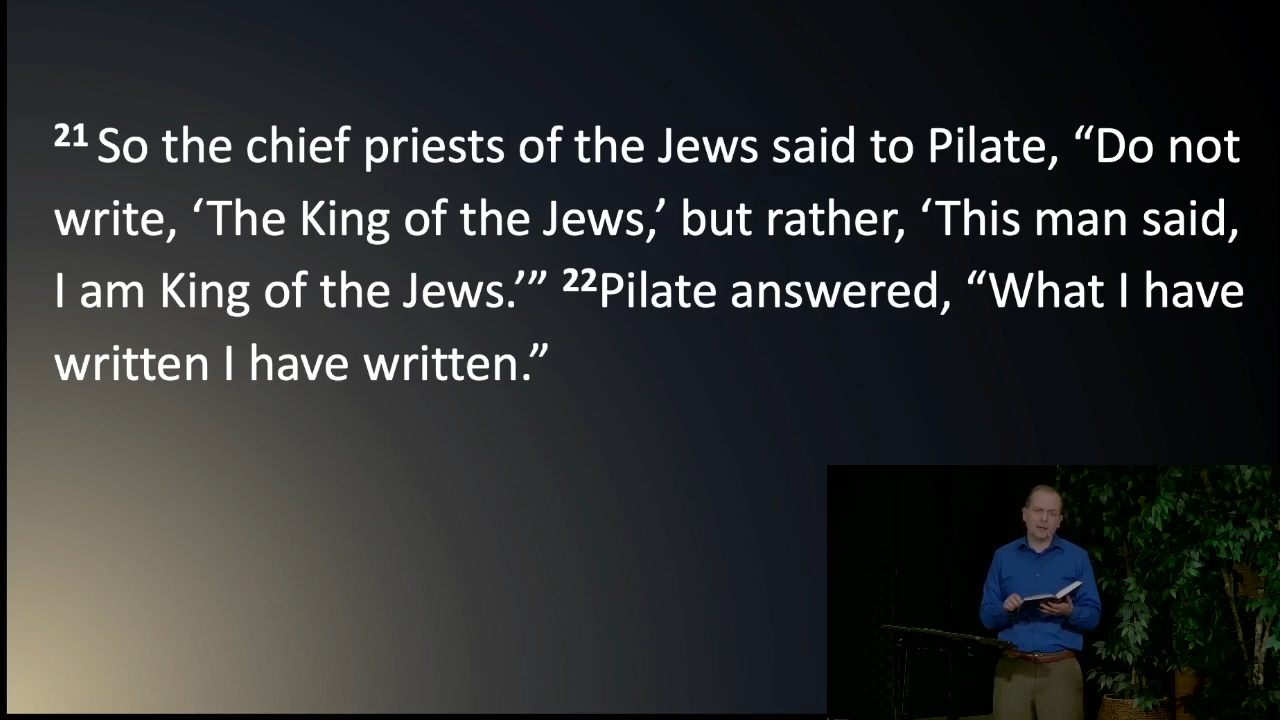 21 So the chief priests of the Jews said to Pilate, “Do not
write, ‘The King of the Jews,’ but rather, ‘This man said,
I am King of the Jews.’” 22Pilate answered, “What I have
written I have written.”